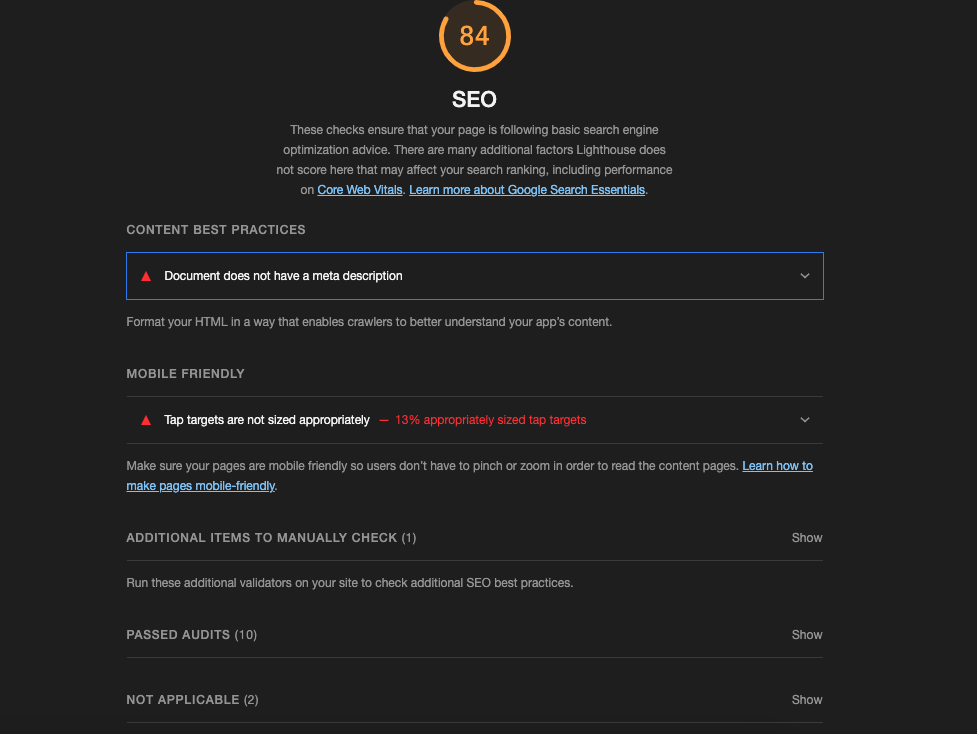 84
SEO
These checks ensure that your page is following basic search engine
optimization advice. There are many additional factors Lighthouse does
not score here that may affect your search ranking, including performance
on Core Web Vitals. Learn more about Google Search Essentials.
CONTENT BEST PRACTICES
Document does not have a meta description
Format your HTML in a way that enables crawlers to better understand your app’s content.
MOBILE FRIENDLY
Tap targets are not sized appropriately — 13% appropriately sized tap targets
Make sure your pages are mobile friendly so users don’t have to pinch or zoom in order to read the content pages. Learn how to
make pages mobile-friendly.
ADDITIONAL ITEMS TO MANUALLY CHECK (1) Show
Run these additional validators on your site to check additional SEO best practices.
PASSED AUDITS (10) Show
NOT APPLICABLE (2) Show